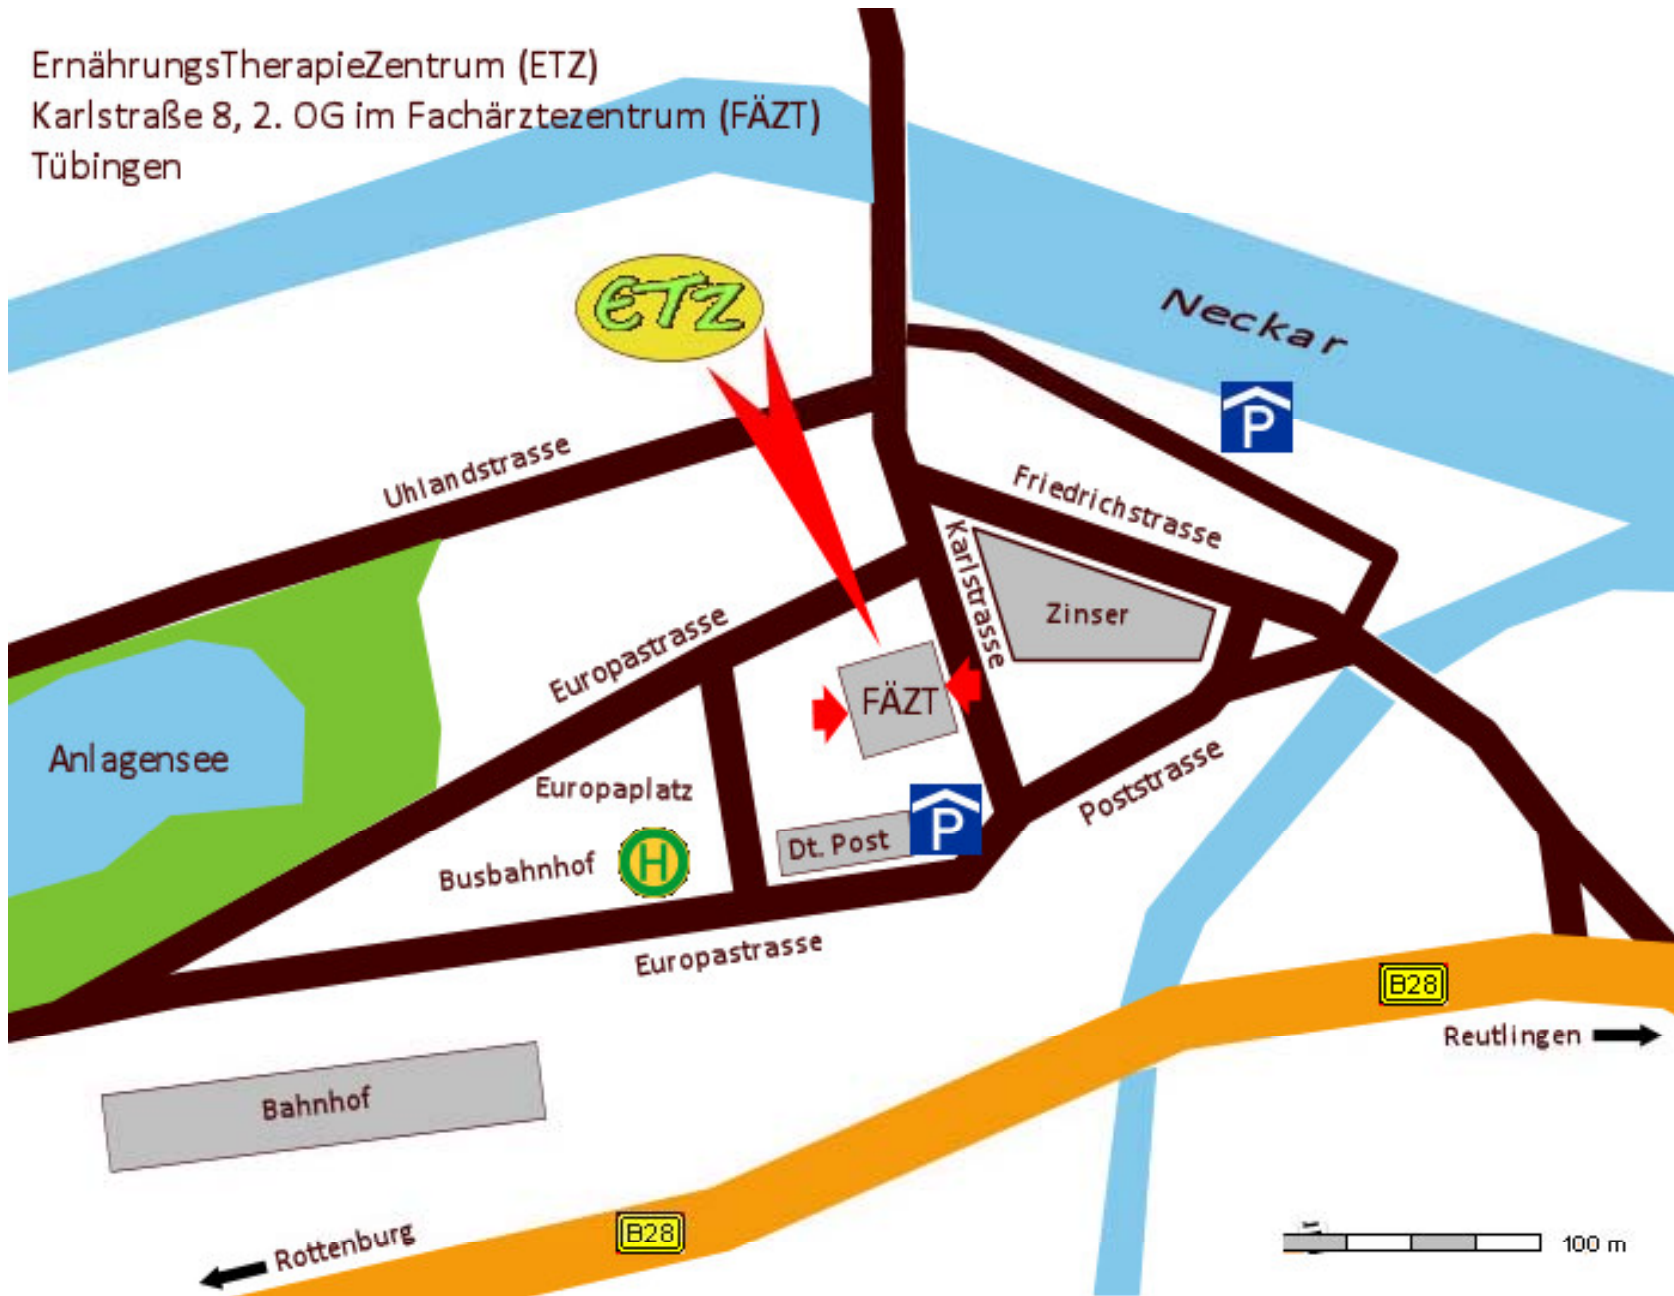 ErnährungsTherapieZentrum (ETZ)
Karlstraße 8, 2. OG im Fachärztezentrum (FÄZT)
Tübingen
ETZ
Neckar
P
Uhlandstrasse
Friedrichstrasse
Karlstrasse
Zinser
Europastrasse
FÄZT
Anlagensee
Europaplatz
Poststrasse
P
Dt. Post
Busbahnhof
H
Europastrasse
B28
Reutlingen
Bahnhof
B28
Rottenburg
100 m